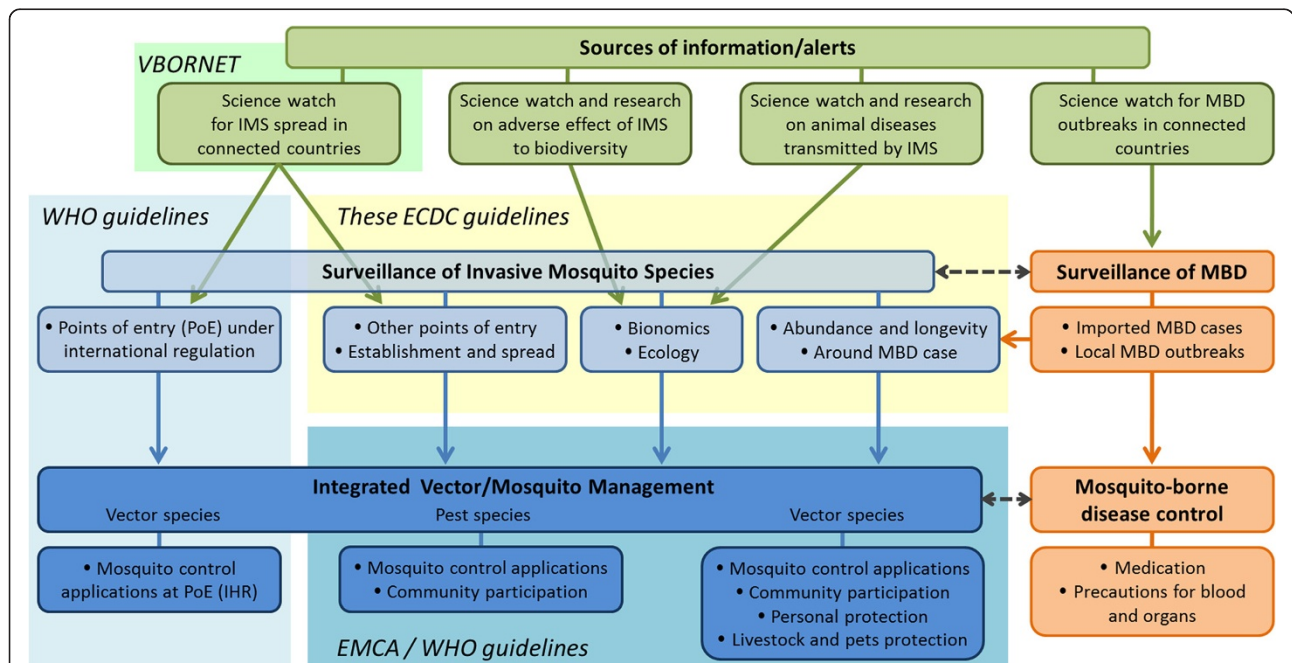 Sources of information/alerts
VBORNET
Science watch
for IMS spread in
connected countries
Science watch and research
on adverse effect of IMS
to biodiversity
Science watch and research
on animal diseases
transmitted by IMS
Science watch for MBD
outbreaks in connected
countries
WHO guidelines
These ECDC guidelines
Surveillance of Invasive Mosquito Species
Surveillance of MBD
• Points of entry (PoE) under
international regulation
• Other points of entry
• Establishment and spread
• Bionomics
• Ecology
• Abundance and longevity
• Around MBD case
• Imported MBD cases
• Local MBD outbreaks
Integrated Vector/Mosquito Management
Vector species
Pest species
Vector species
Mosquito-borne
disease control
• Mosquito control
applications at PoE (IHR)
• Mosquito control applications
• Community participation
• Mosquito control applications
• Community participation
• Personal protection
• Livestock and pets protection
• Medication
• Precautions for blood
and organs
EMCA / WHO guidelines